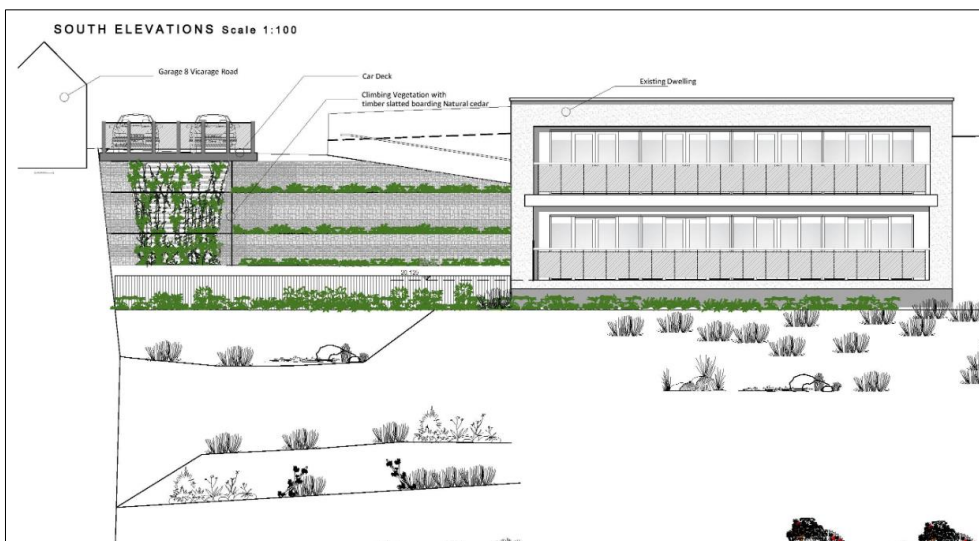 SOUTH ELEVATIONS Scale 1:100
Garage 8 Vicarage Road
Car Deck
Existing Dwelling
Climbing Vegetation with
timber slatted boarding Natural cedar